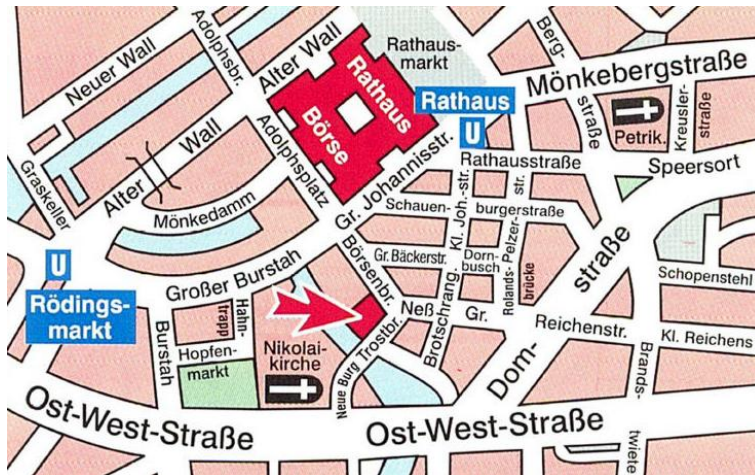 Neuer Wall
Adolphsbr.
Alter Wall
Rathaus-
markt
Rathaus
Börse
Rathaus
U
Berg-
straße
Mönkebergstraße
Petrik.
Kreusler-
straße
Graskeller
Alter
Wall
Mönkedamm
Adolphsplatz
Gr. Johannisstr.
Rathausstraße
Speersort
Schauen-
burgerstraße
Kl. Joh.-str.
Pelzer-
str.
U
Rödings-
markt
Großer Burstah
Börsenbr.
Gr. Bäckerstr.
Dorn-
busch
Rolands-
brücke
Dom-
straße
Schopenstehl
Burstah
Hahn-
trapp
Hopfen-
markt
Nikolai-
kirche
Neß
Gr.
Reichenstr.
Kl. Reichens
Neue Burg
Trostbr.
Brotschrang.
Brands-
twiete
Ost-West-Straße
Ost-West-Straße